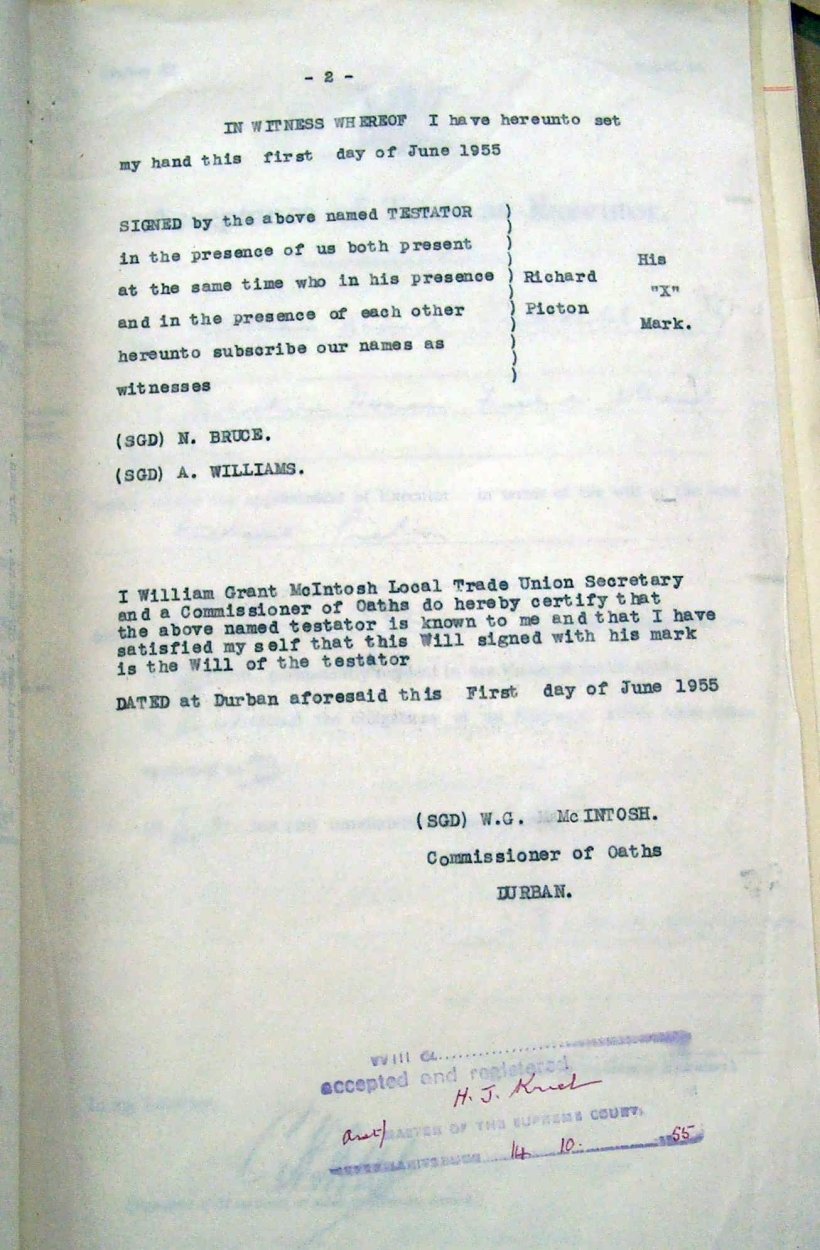 - 2 -
IN WITNESS WHEREOF I have hereunto set
my hand this first day of June 1955
SIGNED by the above named TESTATOR )
in the presence of us both present ) His
at the same time who in his presence ) Richard "X"
and in the presence of each other ) Picton Mark.
hereunto subscribe our names as )
witnesses )
(SGD) N. BRUCE.
(SGD) A. WILLIAMS.
I William Grant McIntosh Local Trade Union Secretary
and a Commissioner of Oaths do hereby certify that
the above named testator is known to me and that I have
satisfied my self that this Will signed with his mark
is the Will of the testator
DATED at Durban aforesaid this First day of June 1955
(SGD) W.G. McINTOSH.
Commissioner of Oaths
DURBAN.
Will
accepted and registered
H. J.
MASTER OF THE SUPREME COURT.
14 10. 1955